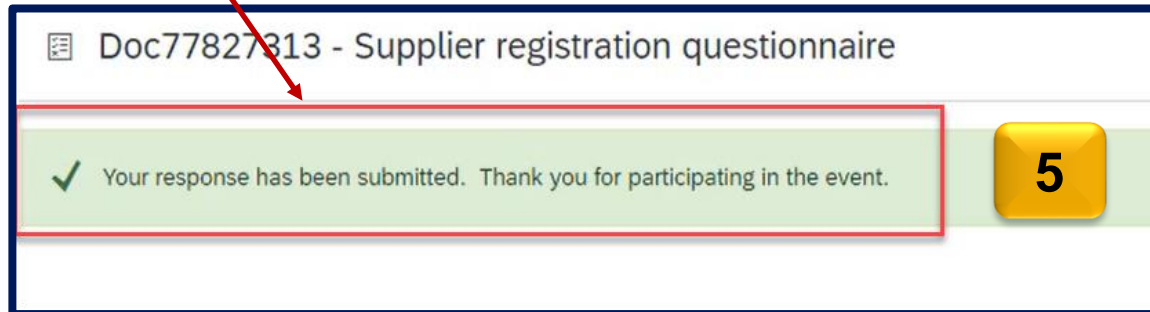 Doc77827313 - Supplier registration questionnaire
Your response has been submitted. Thank you for participating in the event.
5